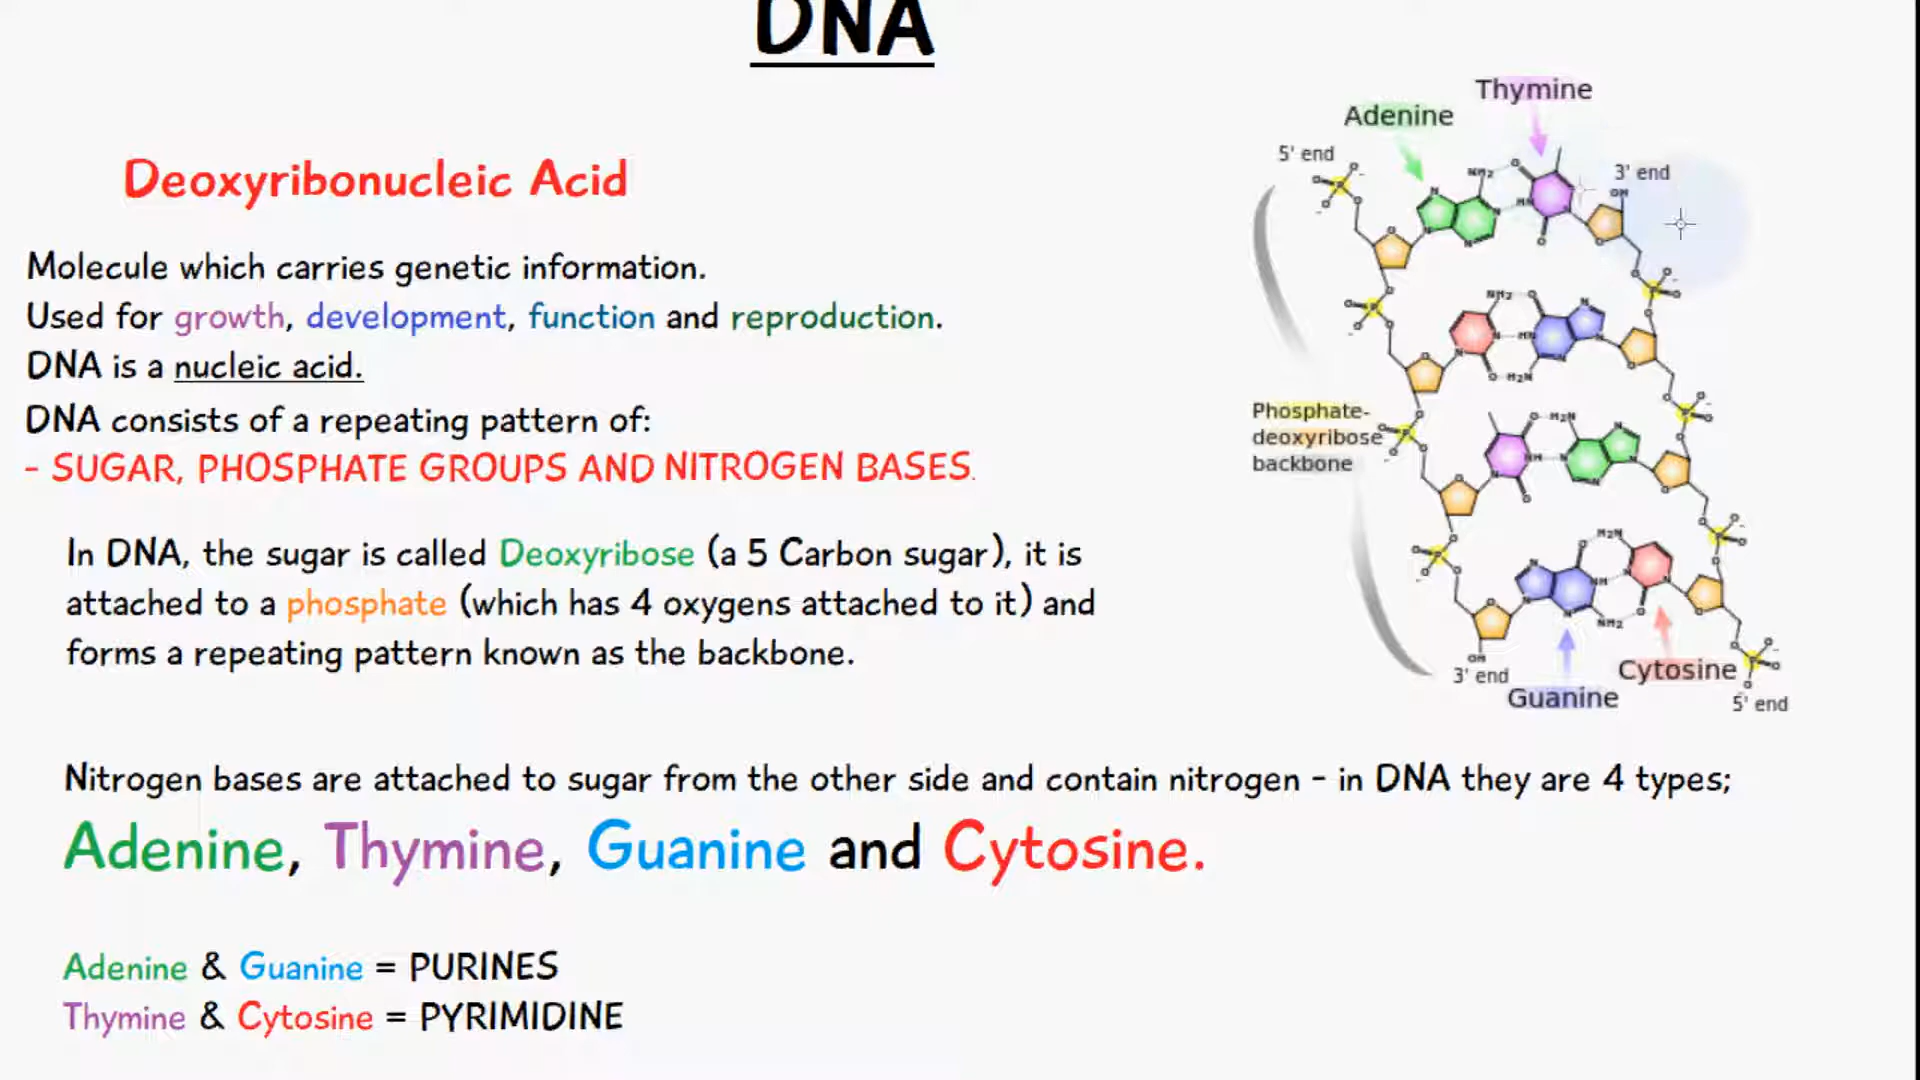 DNA
Deoxyribonucleic Acid
Molecule which carries genetic information.
Used for growth, development, function and reproduction.
DNA is a nucleic acid.
DNA consists of a repeating pattern of:
- SUGAR, PHOSPHATE GROUPS AND NITROGEN BASES.
In DNA, the sugar is called Deoxyribose (a 5 Carbon sugar), it is
attached to a phosphate (which has 4 oxygens attached to it) and
forms a repeating pattern known as the backbone.
Thymine
Adenine
5' end
3' end
Phosphate-
deoxyribose
backbone
3' end
Cytosine
Guanine
5' end
Nitrogen bases are attached to sugar from the other side and contain nitrogen - in DNA they are 4 types;
Adenine, Thymine, Guanine and Cytosine.
Adenine & Guanine = PURINES
Thymine & Cytosine = PYRIMIDINE